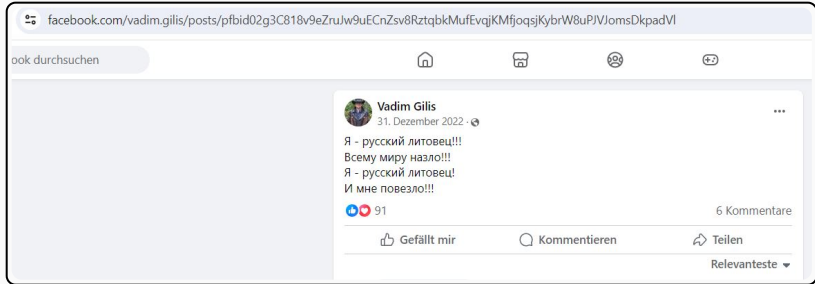 facebook.com/vadim.gilis/posts/pfbid02g3C818v9eZruJw9uECnZsv8RztqbkMufEvqjKMfjoqsjKybrW8uPJVJomsDkpadVl
ook durchsuchen
Vadim Gilis
31. Dezember 2022 ·
Я - русский литовец!!!
Всему миру назло!!!
Я - русский литовец!
И мне повезло!!!
91 6 Kommentare
Gefällt mir Kommentieren Teilen
Relevanteste